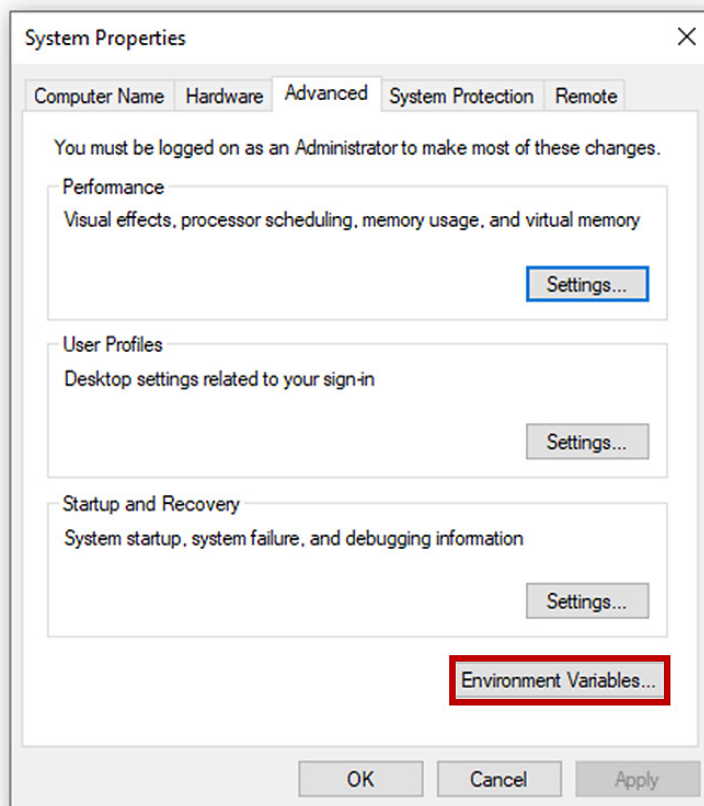 System Properties
Computer Name Hardware Advanced System Protection Remote
You must be logged on as an Administrator to make most of these changes.
Performance
Visual effects, processor scheduling, memory usage, and virtual memory
Settings...
User Profiles
Desktop settings related to your sign-in
Settings...
Startup and Recovery
System startup, system failure, and debugging information
Settings...
Environment Variables...
OK Cancel Apply